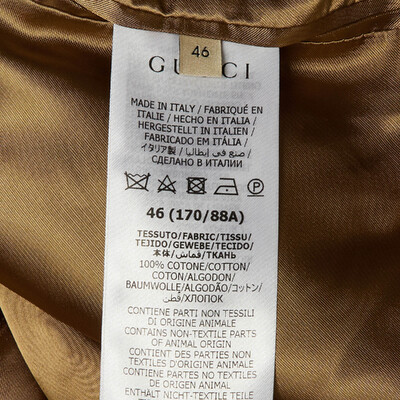 46
GUCCI
MADE IN ITALY / FABRIQUÉ EN
ITALIE / HECHO EN ITALIA /
HERGESTELLT IN ITALIEN /
FABRICADO EM ITÁLIA /
イタリア製 / صنع في إيطاليا /
СДЕЛАНО В ИТАЛИИ
P
46 (170/88A)
TESSUTO/FABRIC/TISSU/
TEJIDO/GEWEBE/TECIDO/
本体/قماش/ТКАНЬ
100% COTONE/COTTON/
COTON/ALGODON/
BAUMWOLLE/ALGODÃO/コットン/
قطن/ХЛОПОК
CONTIENE PARTI NON TESSILI
DI ORIGINE ANIMALE
CONTAINS NON-TEXTILE PARTS
OF ANIMAL ORIGIN
CONTIENT DES PARTIES NON
TEXTILES D'ORIGINE ANIMALE
CONTIENE PARTES NO TEXTILES
DE ORIGEN ANIMAL
ENTHÄLT NICHT-TEXTILE TEILE